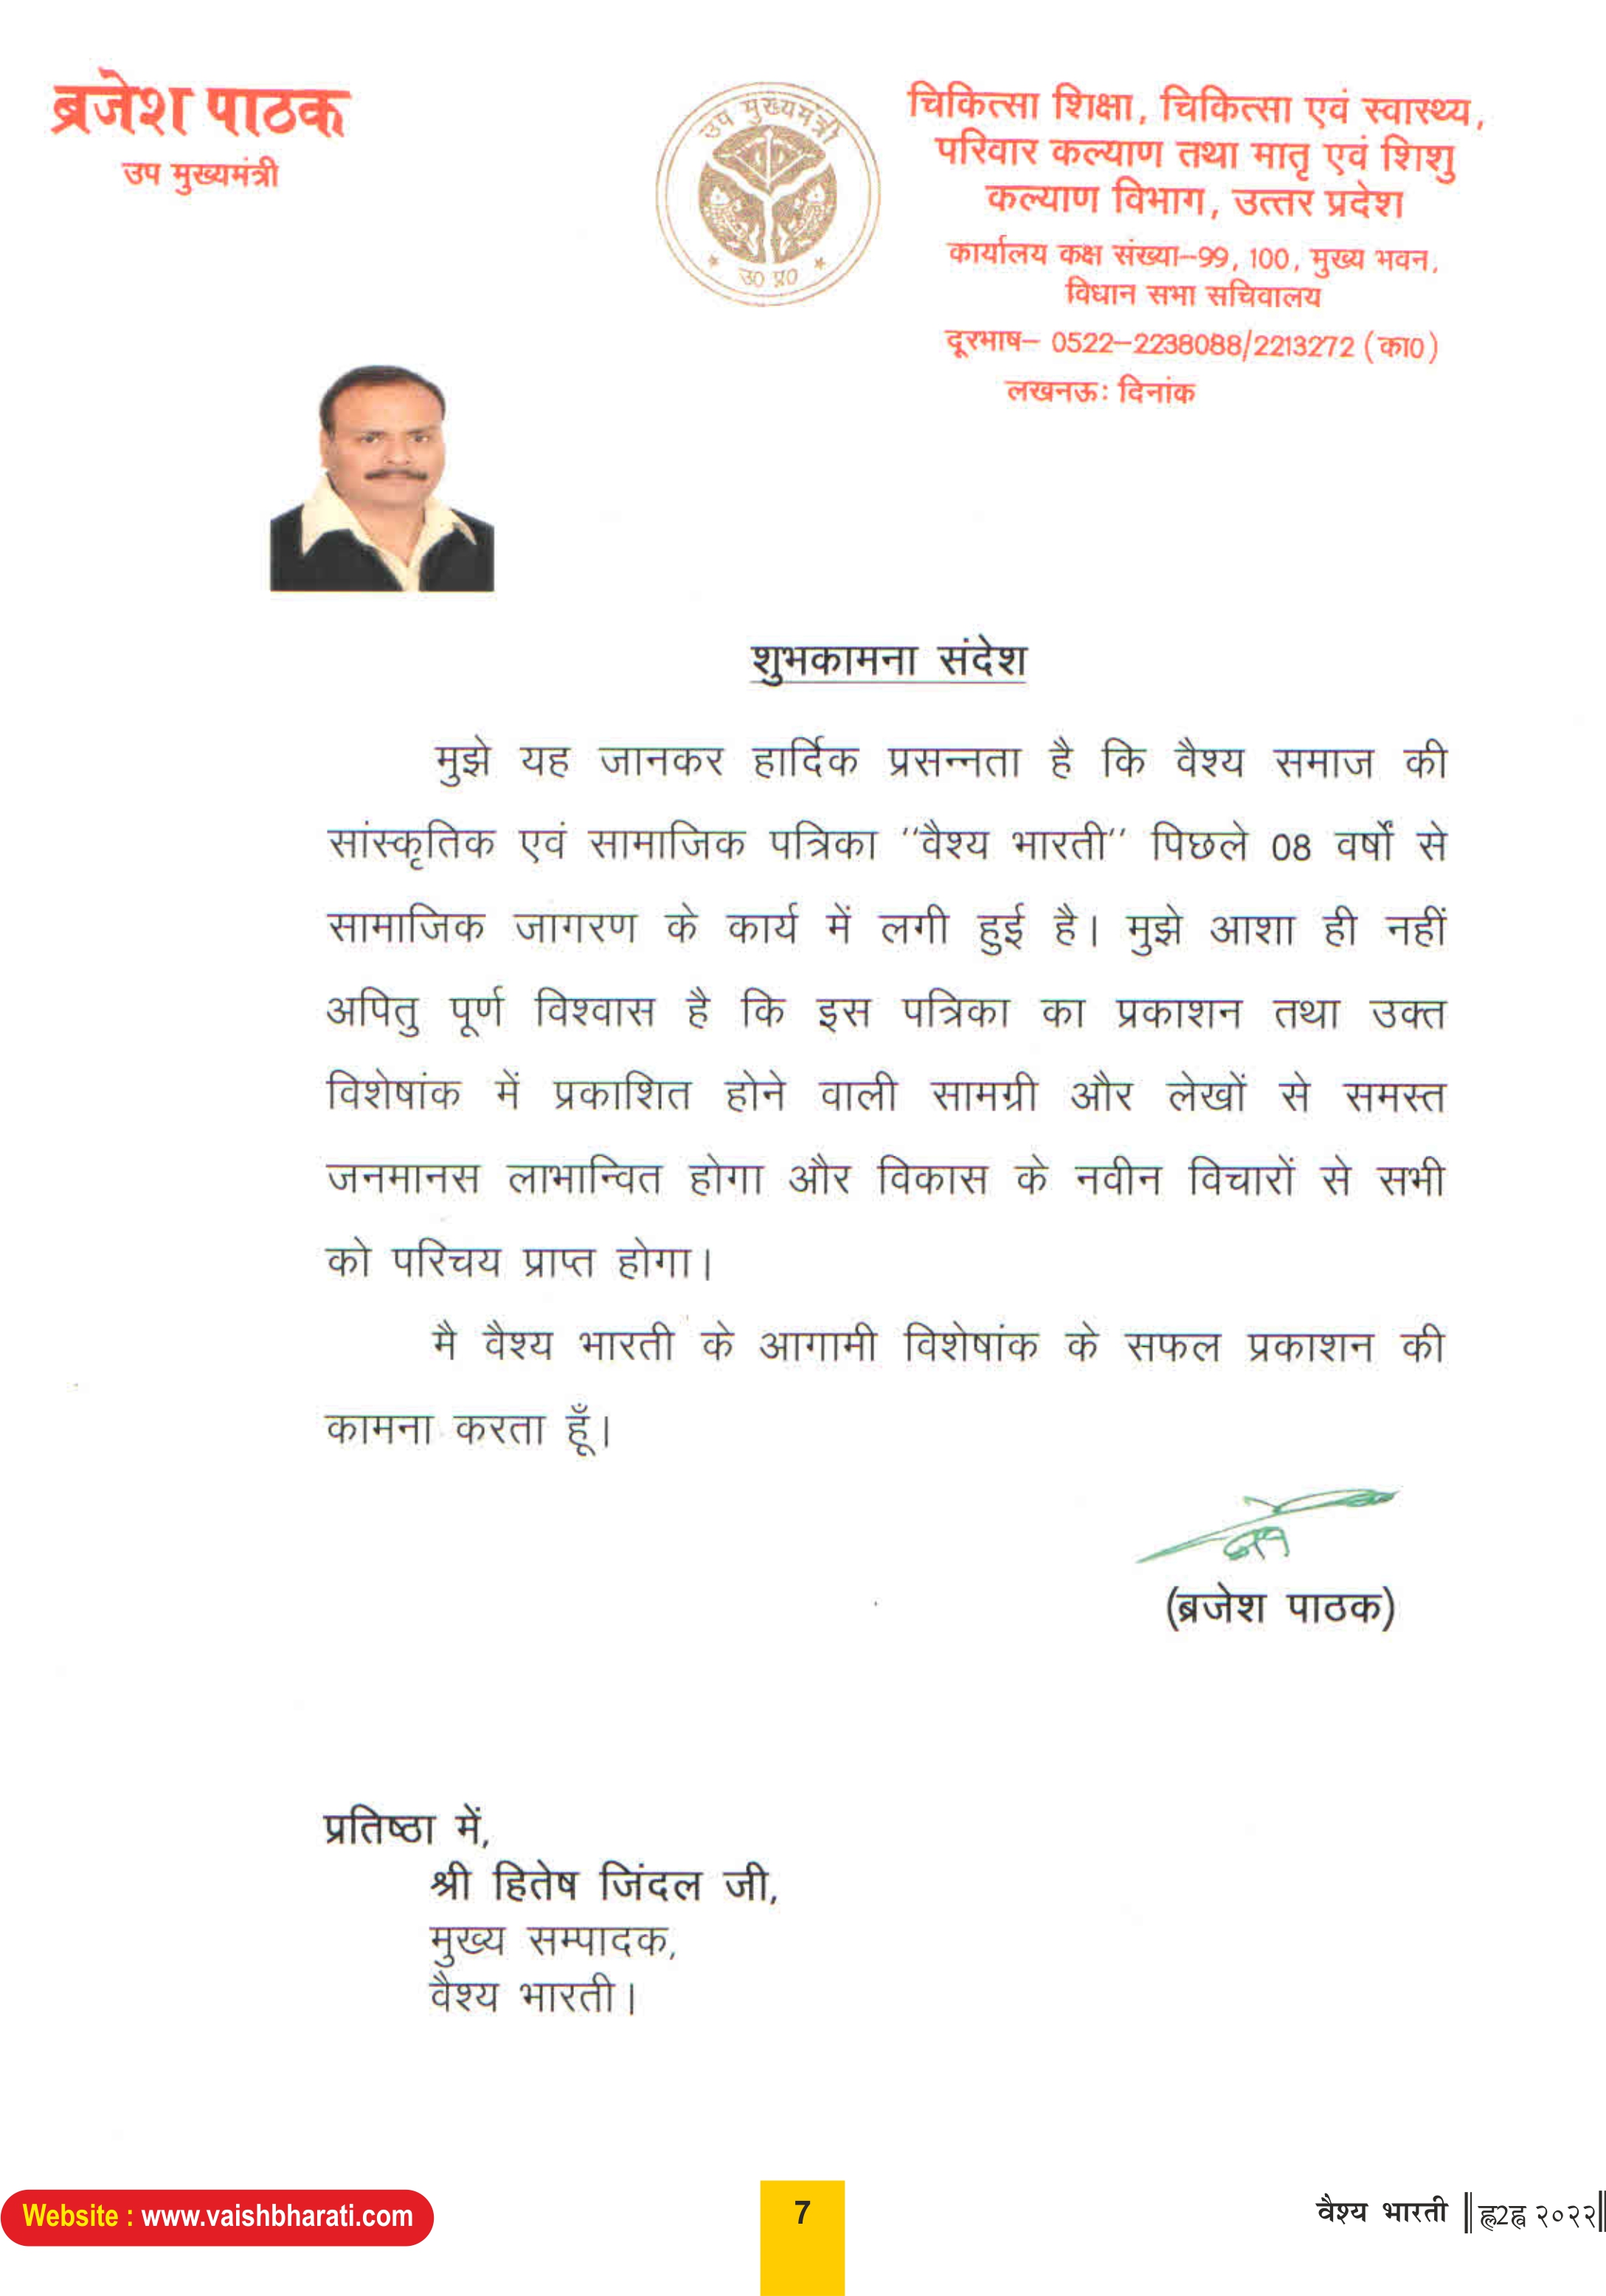 ब्रजेश पाठक
उप मुख्यमंत्री
उप मुख्यमंत्री
उ0 प्र0
चिकित्सा शिक्षा, चिकित्सा एवं स्वास्थ्य,
परिवार कल्याण तथा मातृ एवं शिशु
कल्याण विभाग, उत्तर प्रदेश
कार्यालय कक्ष संख्या–99, 100, मुख्य भवन,
विधान सभा सचिवालय
दूरभाष– 0522–2238088/2213272 (का0)
लखनऊः दिनांक
शुभकामना संदेश
मुझे यह जानकर हार्दिक प्रसन्नता है कि वैश्य समाज की
सांस्कृतिक एवं सामाजिक पत्रिका "वैश्य भारती" पिछले 08 वर्षों से
सामाजिक जागरण के कार्य में लगी हुई है। मुझे आशा ही नहीं
अपितु पूर्ण विश्वास है कि इस पत्रिका का प्रकाशन तथा उक्त
विशेषांक में प्रकाशित होने वाली सामग्री और लेखों से समस्त
जनमानस लाभान्वित होगा और विकास के नवीन विचारों से सभी
को परिचय प्राप्त होगा।
मै वैश्य भारती के आगामी विशेषांक के सफल प्रकाशन की
कामना करता हूँ।
(ब्रजेश पाठक)
प्रतिष्ठा में,
श्री हितेष जिंदल जी,
मुख्य सम्पादक,
वैश्य भारती।
Website : www.vaishbharati.com
7
वैश्य भारती || २०२२||